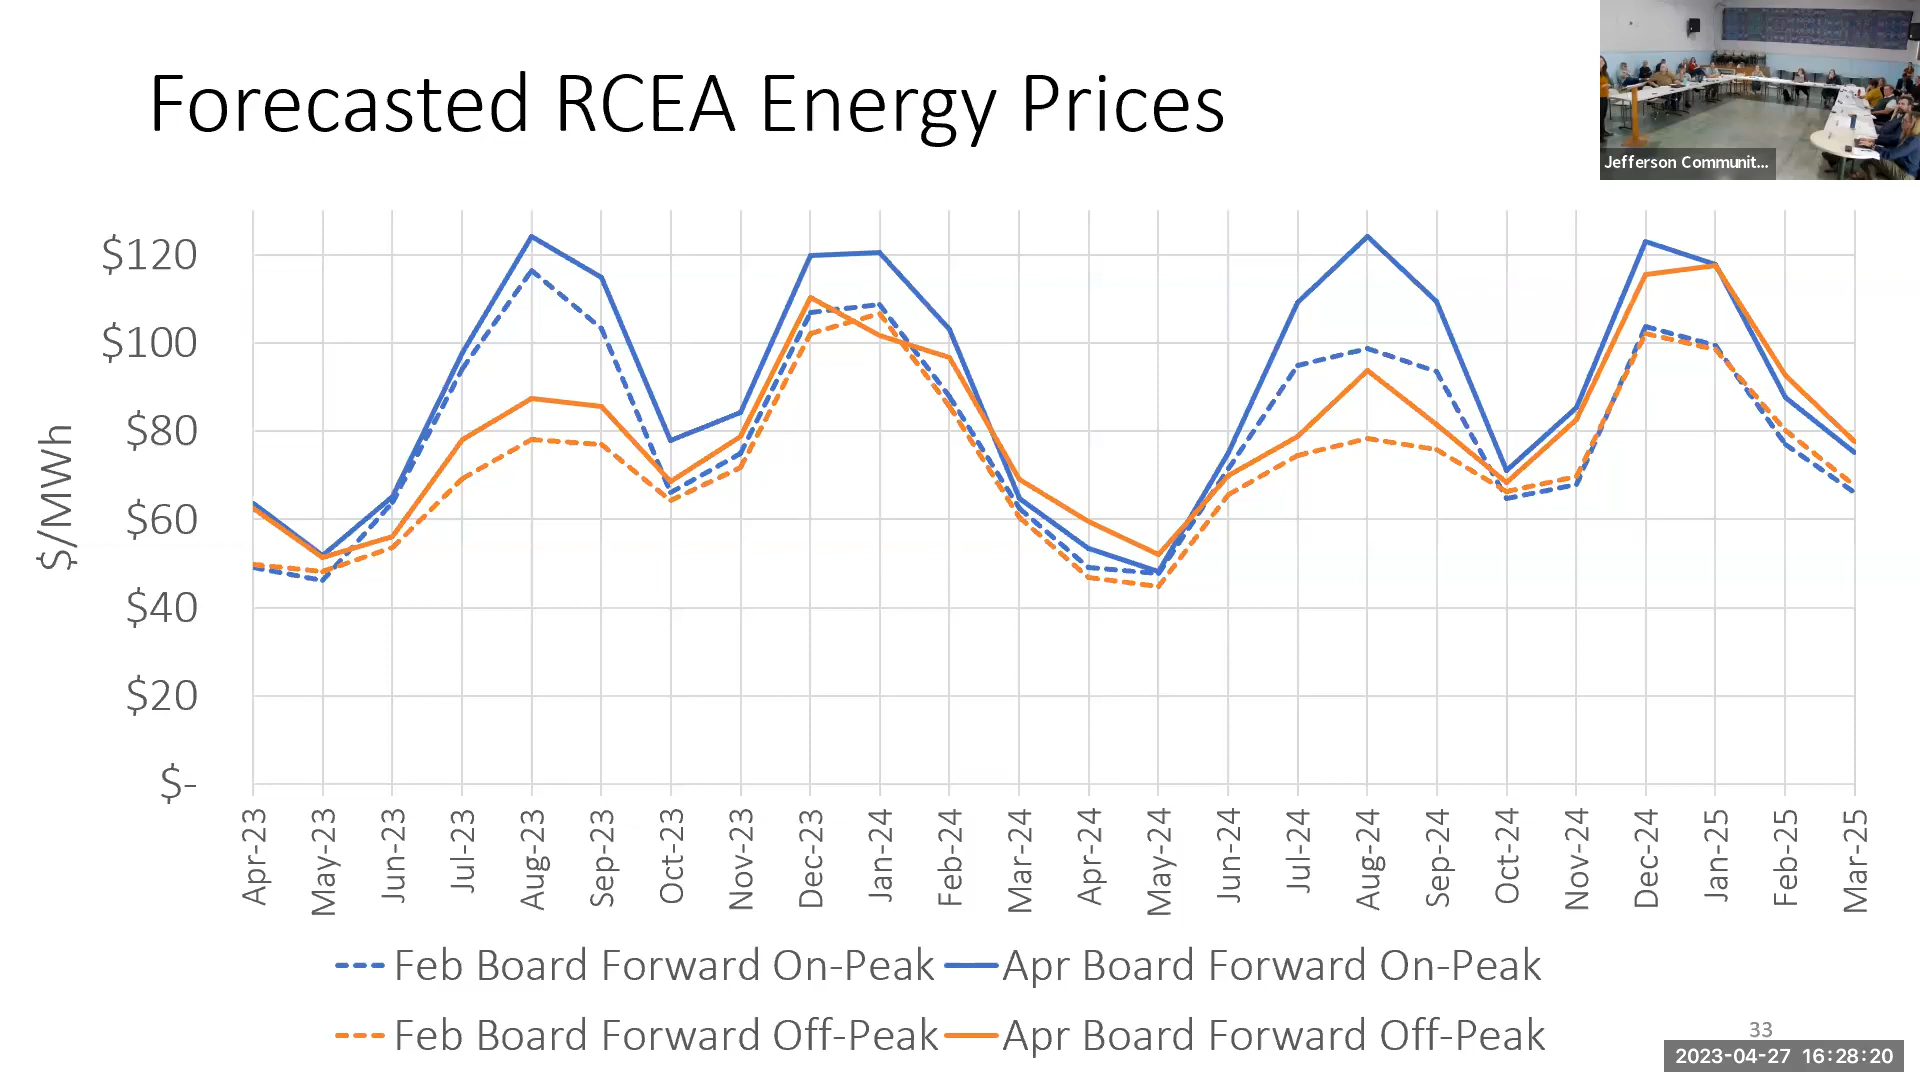 Forecasted RCEA Energy Prices
Jefferson Communit...
$/MWh
$120
$100
$80
$60
$40
$20
$-
Apr-23
May-23
Jun-23
Jul-23
Aug-23
Sep-23
Oct-23
Nov-23
Dec-23
Jan-24
Feb-24
Mar-24
Apr-24
May-24
Jun-24
Jul-24
Aug-24
Sep-24
Oct-24
Nov-24
Dec-24
Jan-25
Feb-25
Mar-25
Feb Board Forward On-Peak
Apr Board Forward On-Peak
Feb Board Forward Off-Peak
Apr Board Forward Off-Peak
33
2023-04-27 16:28:20